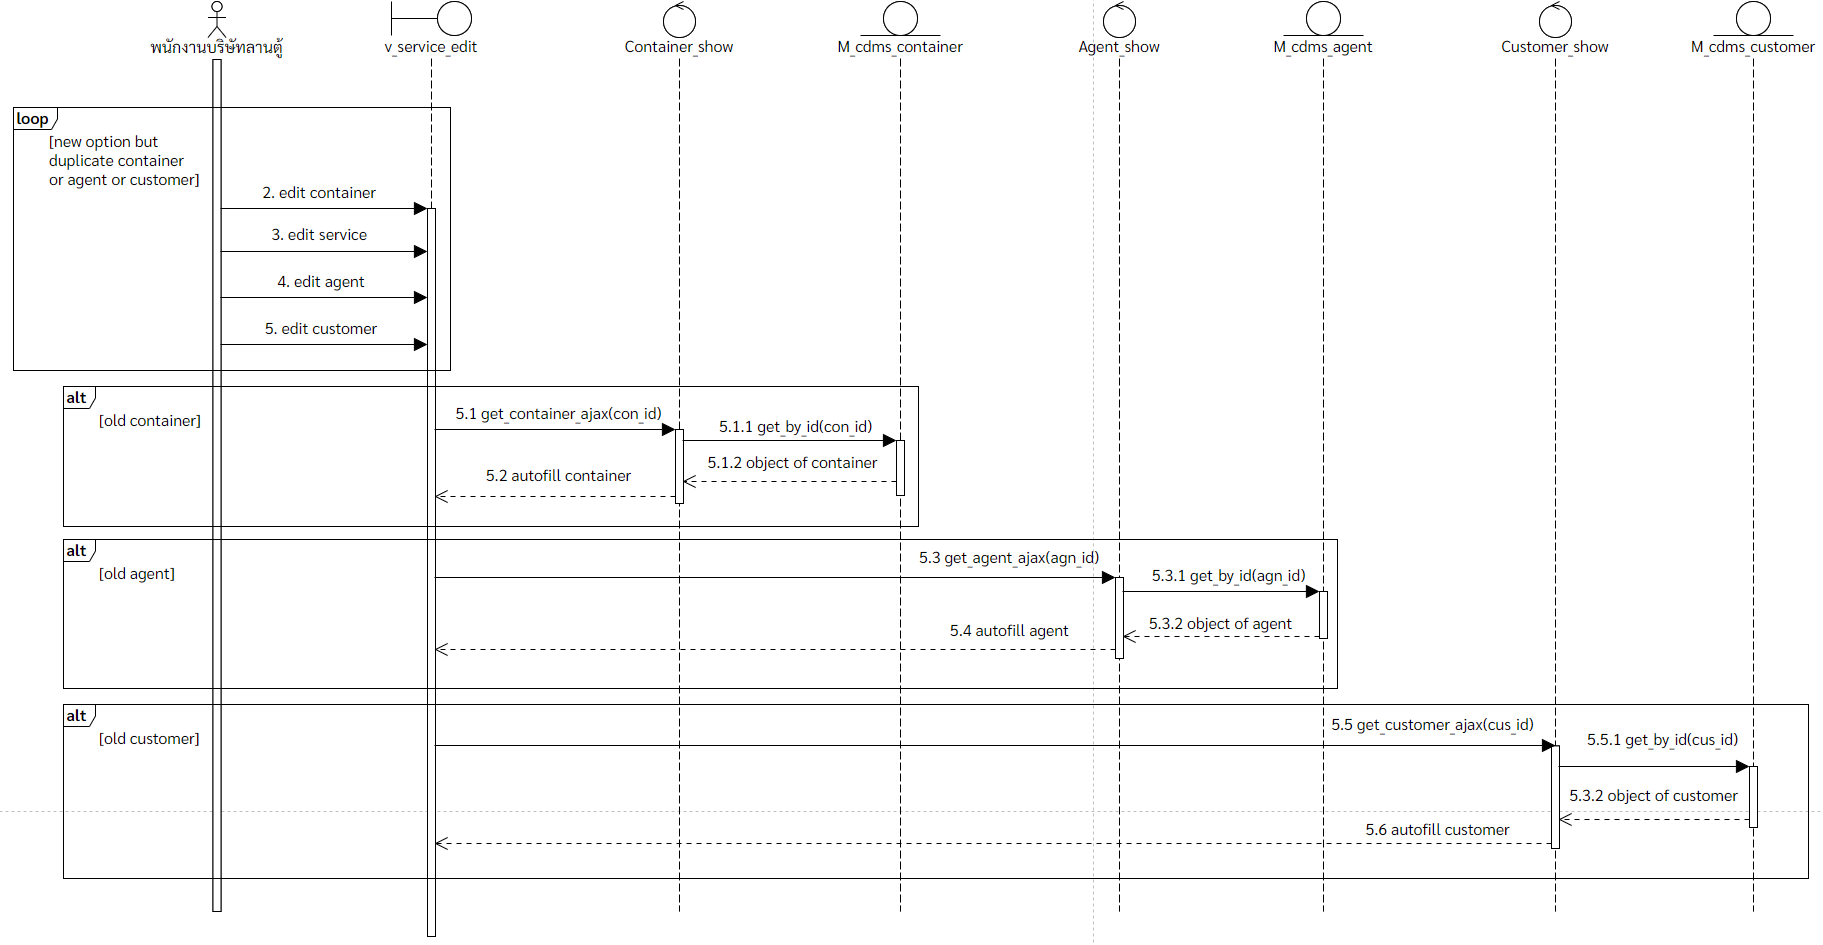 พนักงานบริษัทลานตู้
v_service_edit
Container_show
M_cdms_container
Agent_show
M_cdms_agent
Customer_show
M_cdms_customer
loop
[new option but
duplicate container
or agent or customer]
2. edit container
3. edit service
4. edit agent
5. edit customer
alt
[old container]
5.1 get_container_ajax(con_id)
5.1.1 get_by_id(con_id)
5.1.2 object of container
5.2 autofill container
alt
[old agent]
5.3 get_agent_ajax(agn_id)
5.3.1 get_by_id(agn_id)
5.3.2 object of agent
5.4 autofill agent
alt
[old customer]
5.5 get_customer_ajax(cus_id)
5.5.1 get_by_id(cus_id)
5.3.2 object of customer
5.6 autofill customer